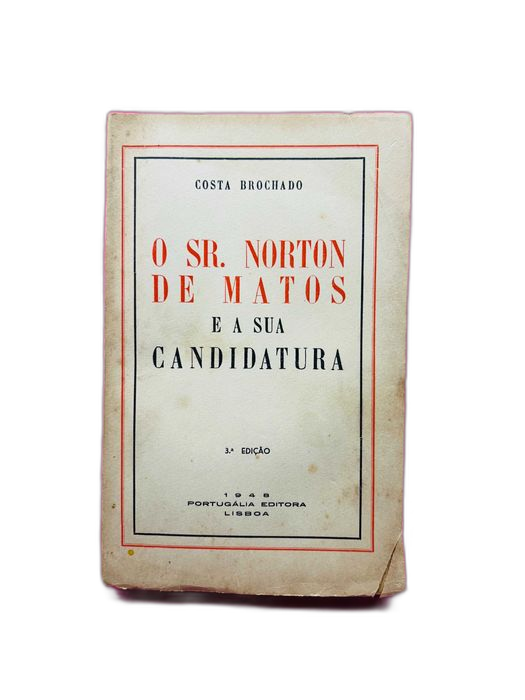 COSTA BROCHADO
O SR. NORTON
DE MATOS
E A SUA
CANDIDATURA
3.ª EDIÇÃO
1948
PORTUGÁLIA EDITORA
LISBOA